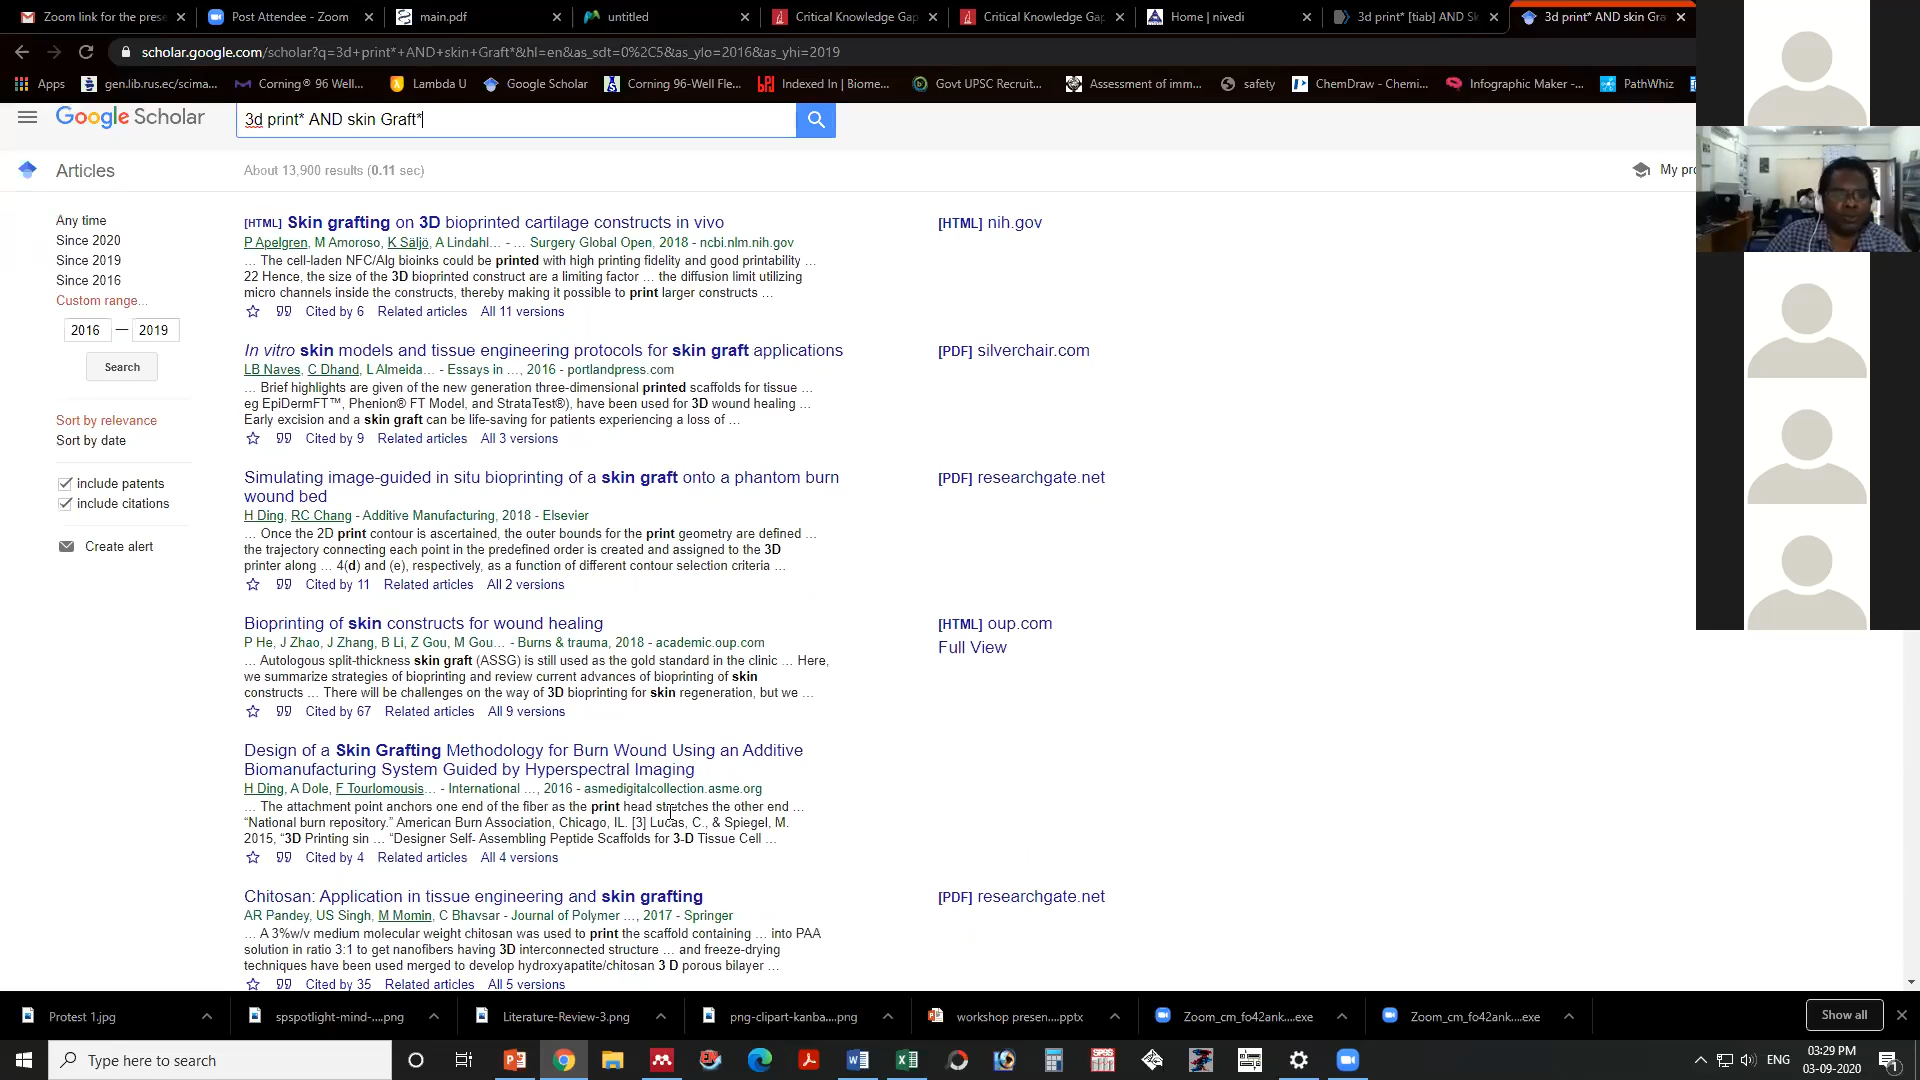 Zoom link for the prese
Post Attendee - Zoom
main.pdf
untitled
Critical Knowledge Gap
Critical Knowledge Gap
Home | nivedi
3d print* [tiab] AND Sk
3d print* AND skin Gra
scholar.google.com/scholar?q=3d+print*+AND+skin+Graft*&hl=en&as_sdt=0%2C5&as_ylo=2016&as_yhi=2019
Apps
gen.lib.rus.ec/scima...
Corning® 96 Well...
Lambda U
Google Scholar
Corning 96-Well Fle...
Indexed In | Biome...
Govt UPSC Recruit...
Assessment of imm...
safety
ChemDraw - Chemi...
Infographic Maker -...
PathWhiz
Google Scholar
3d print* AND skin Graft*
Articles
About 13,900 results (0.11 sec)
My pro
Any time
Since 2020
Since 2019
Since 2016
Custom range...
2016 — 2019
Search
Sort by relevance
Sort by date
include patents
include citations
Create alert
[HTML] Skin grafting on 3D bioprinted cartilage constructs in vivo
P Apelgren, M Amoroso, K Säljö, A Lindahl… - … Surgery Global Open, 2018 - ncbi.nlm.nih.gov
… The cell-laden NFC/Alg bioinks could be printed with high printing fidelity and good printability …
22 Hence, the size of the 3D bioprinted construct are a limiting factor … the diffusion limit utilizing
micro channels inside the constructs, thereby making it possible to print larger constructs …
Cited by 6 Related articles All 11 versions
[HTML] nih.gov
In vitro skin models and tissue engineering protocols for skin graft applications
LB Naves, C Dhand, L Almeida… - Essays in …, 2016 - portlandpress.com
… Brief highlights are given of the new generation three-dimensional printed scaffolds for tissue …
eg EpiDermFT™, Phenion® FT Model, and StrataTest®), have been used for 3D wound healing …
Early excision and a skin graft can be life-saving for patients experiencing a loss of …
Cited by 9 Related articles All 3 versions
[PDF] silverchair.com
Simulating image-guided in situ bioprinting of a skin graft onto a phantom burn
wound bed
H Ding, RC Chang - Additive Manufacturing, 2018 - Elsevier
… Once the 2D print contour is ascertained, the outer bounds for the print geometry are defined …
the trajectory connecting each point in the predefined order is created and assigned to the 3D
printer along … 4(d) and (e), respectively, as a function of different contour selection criteria …
Cited by 11 Related articles All 2 versions
[PDF] researchgate.net
Bioprinting of skin constructs for wound healing
P He, J Zhao, J Zhang, B Li, Z Gou, M Gou… - Burns & trauma, 2018 - academic.oup.com
… Autologous split-thickness skin graft (ASSG) is still used as the gold standard in the clinic … Here,
we summarize strategies of bioprinting and review current advances of bioprinting of skin
constructs … There will be challenges on the way of 3D bioprinting for skin regeneration, but we …
Cited by 67 Related articles All 9 versions
[HTML] oup.com
Full View
Design of a Skin Grafting Methodology for Burn Wound Using an Additive
Biomanufacturing System Guided by Hyperspectral Imaging
H Ding, A Dole, F Tourlomousis… - International …, 2016 - asmedigitalcollection.asme.org
… The attachment point anchors one end of the fiber as the print head stretches the other end …
“National burn repository.” American Burn Association, Chicago, IL. [3] Lucas, C., & Spiegel, M.
2015, “3D Printing sin … “Designer Self- Assembling Peptide Scaffolds for 3-D Tissue Cell …
Cited by 4 Related articles All 4 versions
Chitosan: Application in tissue engineering and skin grafting
AR Pandey, US Singh, M Momin, C Bhavsar - Journal of Polymer …, 2017 - Springer
… A 3%w/v medium molecular weight chitosan was used to print the scaffold containing … into PAA
solution in ratio 3:1 to get nanofibers having 3D interconnected structure … and freeze-drying
techniques have been used merged to develop hydroxyapatite/chitosan 3 D porous bilayer …
Cited by 35 Related articles All 5 versions
[PDF] researchgate.net
Protest 1.jpg
spspotlight-mind-....png
Literature-Review-3.png
png-clipart-kanba....png
workshop presen....pptx
Zoom_cm_fo42ank....exe
Zoom_cm_fo42ank....exe
Show all
Type here to search
ENG
03:29 PM
03-09-2020